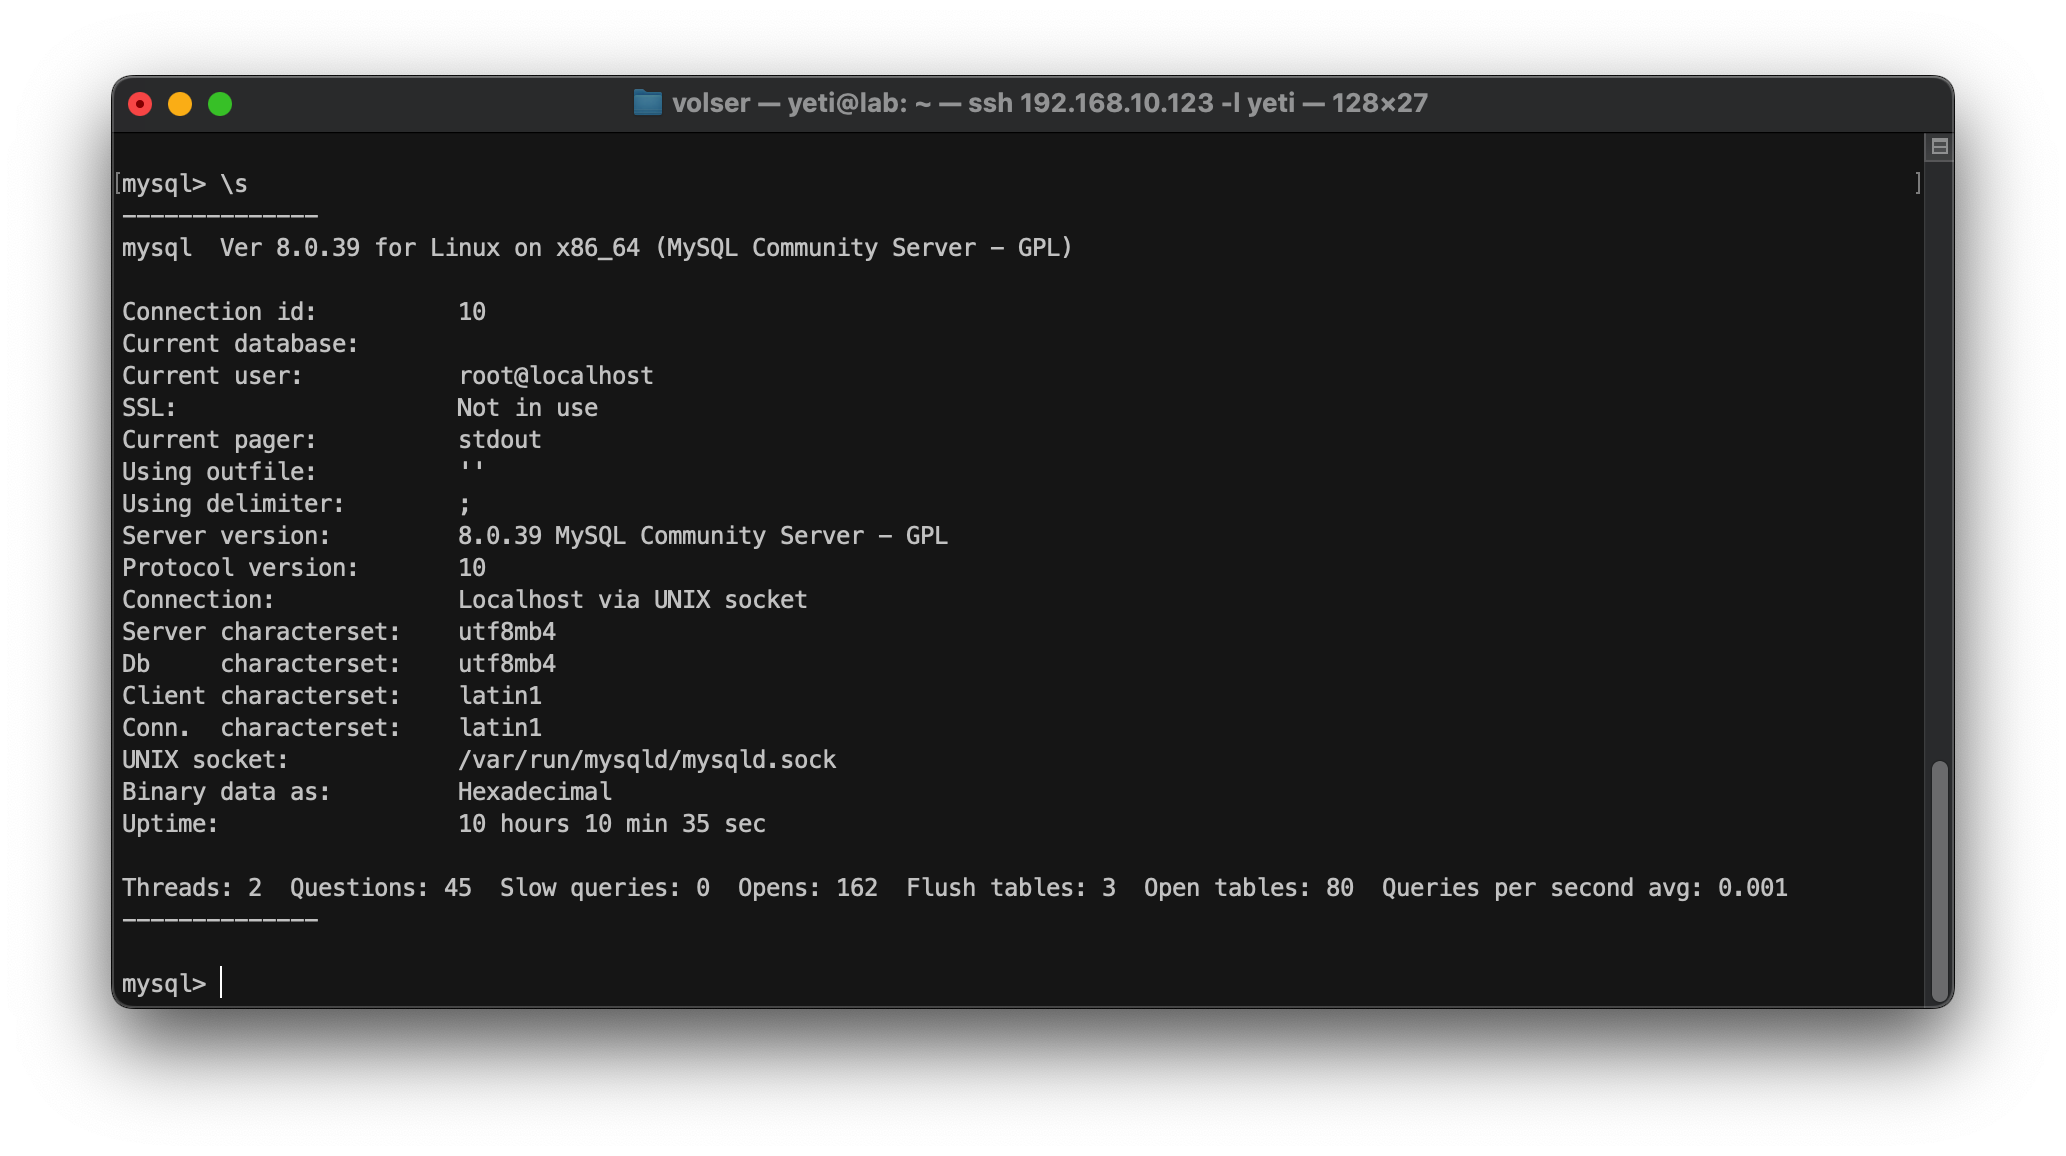 volser — yeti@lab: ~ — ssh 192.168.10.123 -l yeti — 128×27
[mysql> \s ]
--------------
mysql  Ver 8.0.39 for Linux on x86_64 (MySQL Community Server - GPL)

Connection id:          10
Current database:
Current user:           root@localhost
SSL:                    Not in use
Current pager:          stdout
Using outfile:          ''
Using delimiter:        ;
Server version:         8.0.39 MySQL Community Server - GPL
Protocol version:       10
Connection:             Localhost via UNIX socket
Server characterset:    utf8mb4
Db     characterset:    utf8mb4
Client characterset:    latin1
Conn.  characterset:    latin1
UNIX socket:            /var/run/mysqld/mysqld.sock
Binary data as:         Hexadecimal
Uptime:                 10 hours 10 min 35 sec

Threads: 2  Questions: 45  Slow queries: 0  Opens: 162  Flush tables: 3  Open tables: 80  Queries per second avg: 0.001
--------------

mysql>